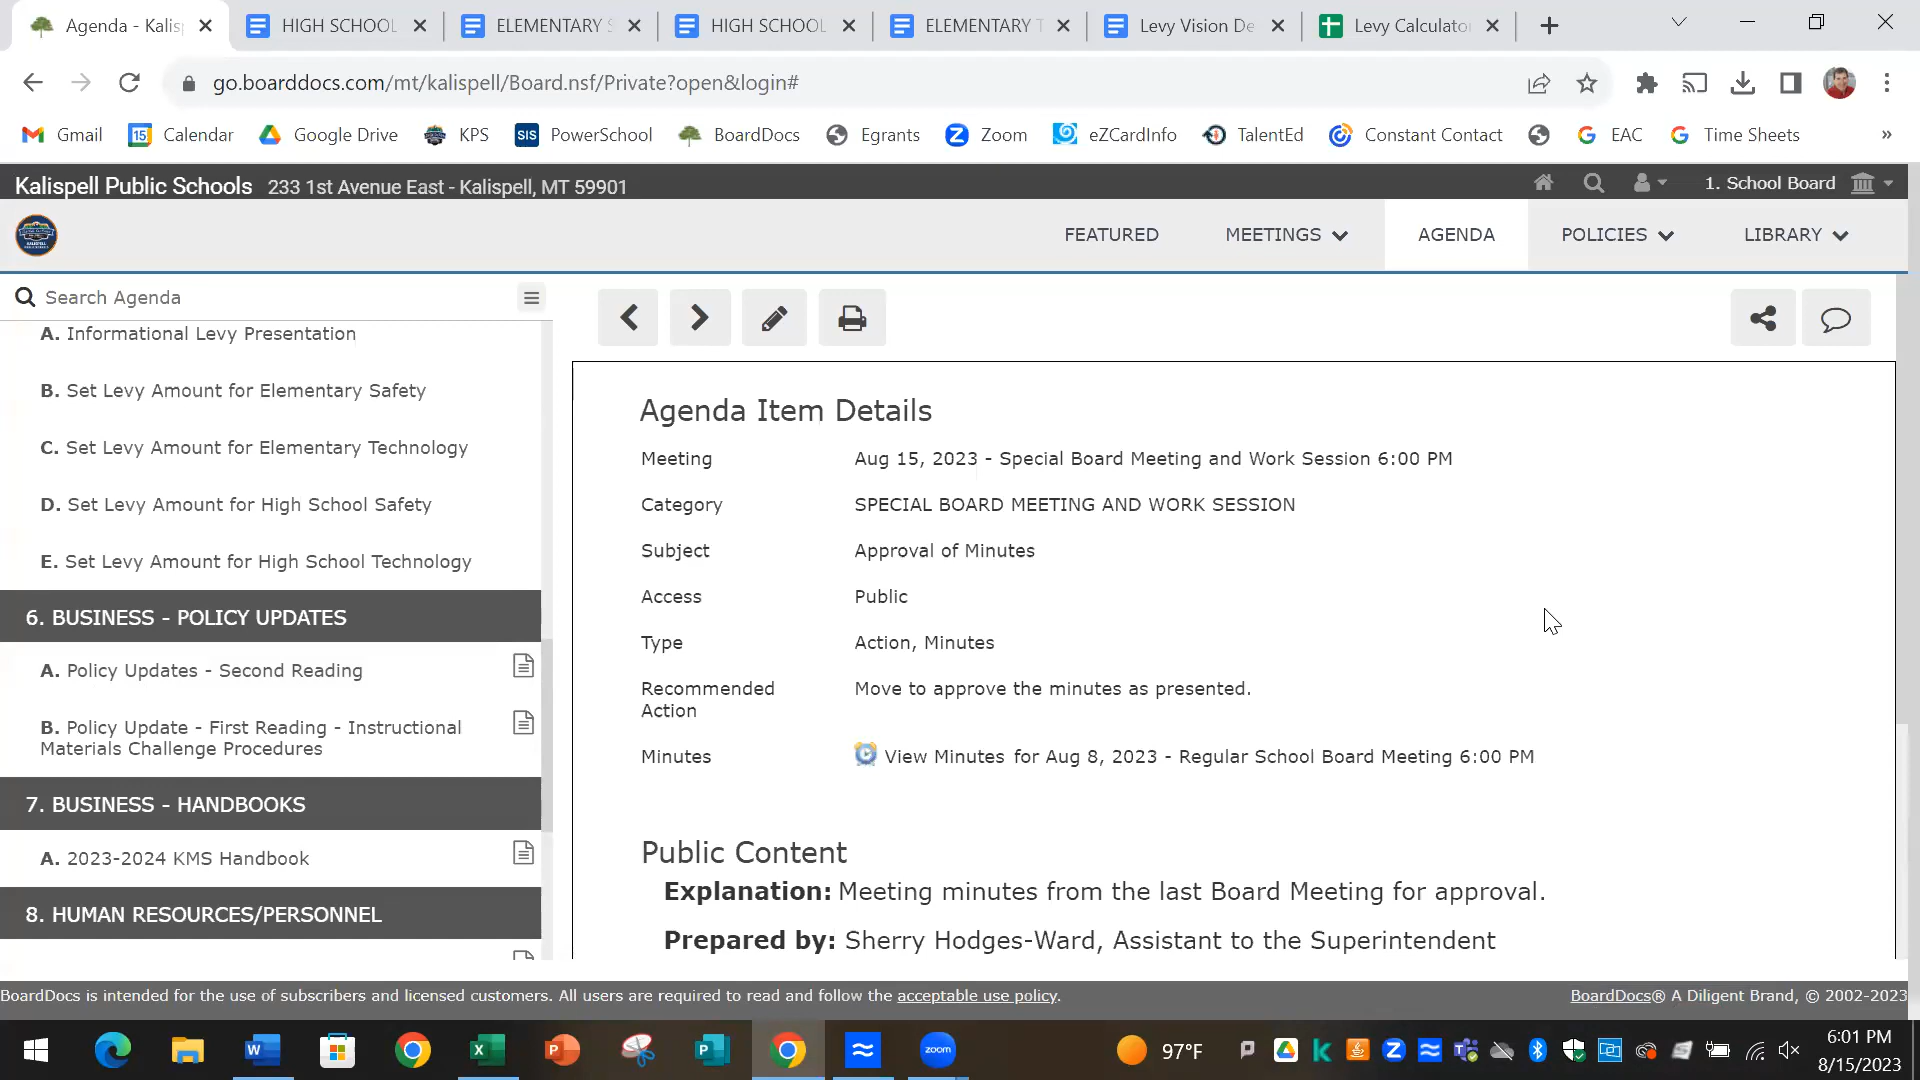 Agenda - Kalis
HIGH SCHOOL
ELEMENTARY S
HIGH SCHOOL
ELEMENTARY T
Levy Vision De
Levy Calculato
go.boarddocs.com/mt/kalispell/Board.nsf/Private?open&login#
Gmail
15 Calendar
Google Drive
KPS
SIS PowerSchool
BoardDocs
Egrants
Zoom
eZCardInfo
TalentEd
Constant Contact
EAC
Time Sheets
Kalispell Public Schools 233 1st Avenue East - Kalispell, MT 59901
1. School Board
FEATURED
MEETINGS
AGENDA
POLICIES
LIBRARY
Search Agenda
A. Informational Levy Presentation
B. Set Levy Amount for Elementary Safety
C. Set Levy Amount for Elementary Technology
D. Set Levy Amount for High School Safety
E. Set Levy Amount for High School Technology
6. BUSINESS - POLICY UPDATES
A. Policy Updates - Second Reading
B. Policy Update - First Reading - Instructional
Materials Challenge Procedures
7. BUSINESS - HANDBOOKS
A. 2023-2024 KMS Handbook
8. HUMAN RESOURCES/PERSONNEL
Agenda Item Details
Meeting Aug 15, 2023 - Special Board Meeting and Work Session 6:00 PM
Category SPECIAL BOARD MEETING AND WORK SESSION
Subject Approval of Minutes
Access Public
Type Action, Minutes
Recommended Move to approve the minutes as presented.
Action
Minutes View Minutes for Aug 8, 2023 - Regular School Board Meeting 6:00 PM
Public Content
Explanation: Meeting minutes from the last Board Meeting for approval.
Prepared by: Sherry Hodges-Ward, Assistant to the Superintendent
BoardDocs is intended for the use of subscribers and licensed customers. All users are required to read and follow the acceptable use policy.
BoardDocs® A Diligent Brand, © 2002-2023
zoom
97°F
6:01 PM
8/15/2023